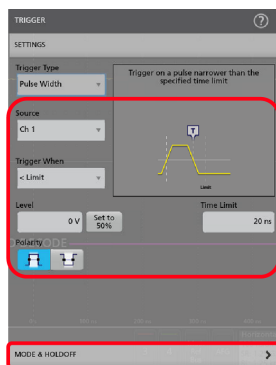 TRIGGER
?
SETTINGS
Trigger Type
Pulse Width
Trigger on a pulse narrower than the
specified time limit
Source
Ch 1
T
Trigger When
< Limit
Limit
Level
Time Limit
0 V
Set to
50%
20 ns
Polarity
MODE & HOLDOFF